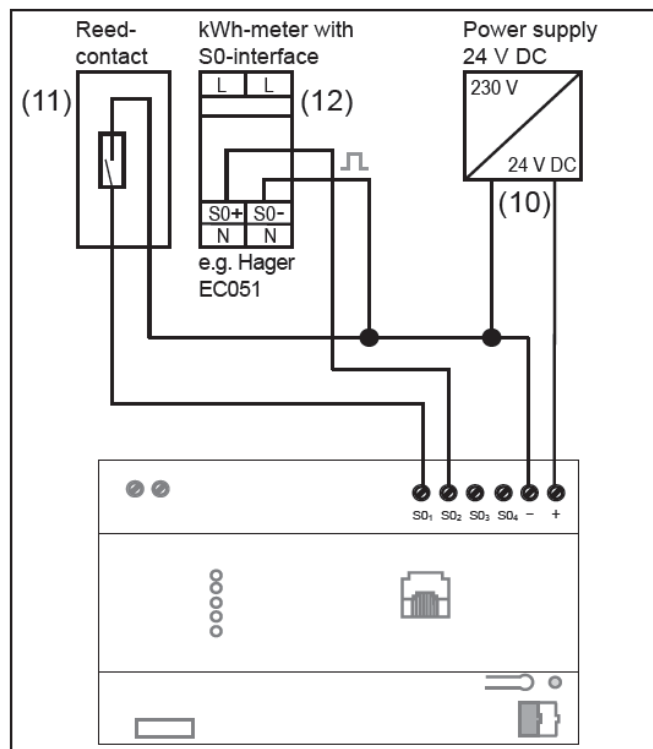 Reed-
contact
kWh-meter with
S0-interface
Power supply
24 V DC
(11)
L L
(12)
230 V
24 V DC
(10)
S0+ S0-
N N
e.g. Hager
EC051
S0₁ S0₂ S0₃ S0₄ – +